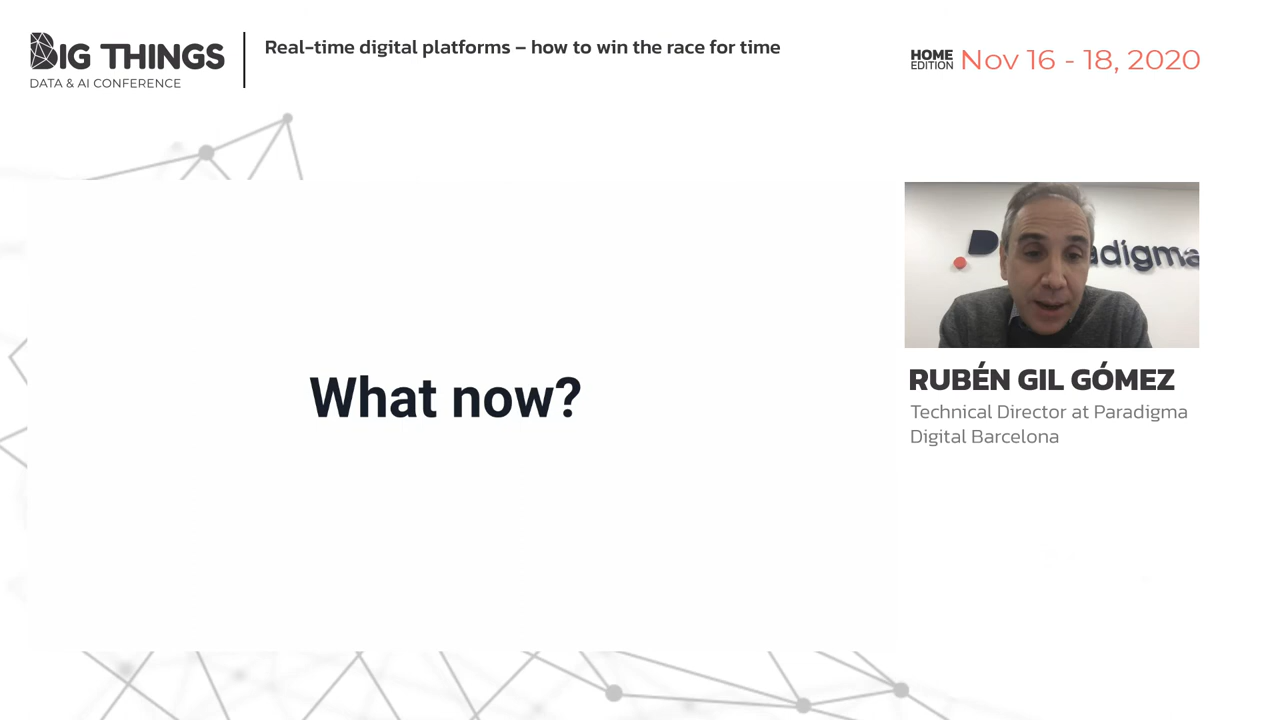 BIG THINGS
DATA & AI CONFERENCE
Real-time digital platforms – how to win the race for time
HOME
EDITION
Nov 16 - 18, 2020
adigma
What now?
RUBÉN GIL GÓMEZ
Technical Director at Paradigma
Digital Barcelona